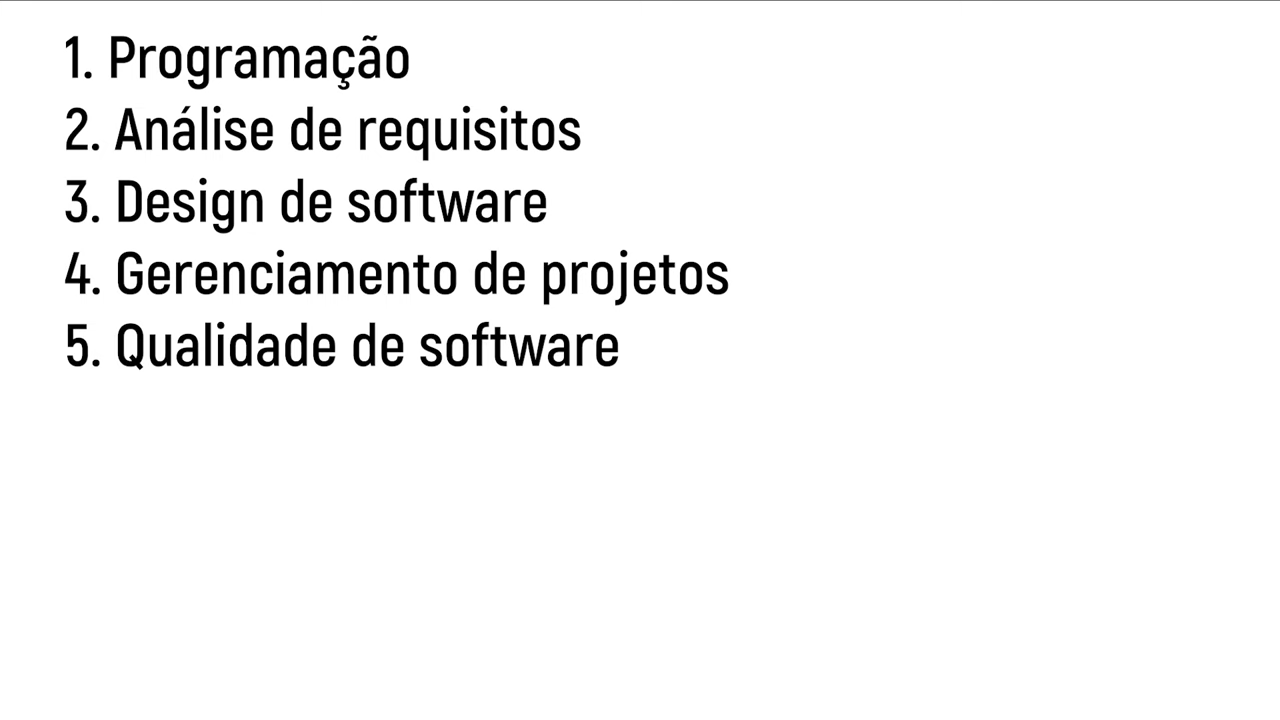 1. Programação
2. Análise de requisitos
3. Design de software
4. Gerenciamento de projetos
5. Qualidade de software